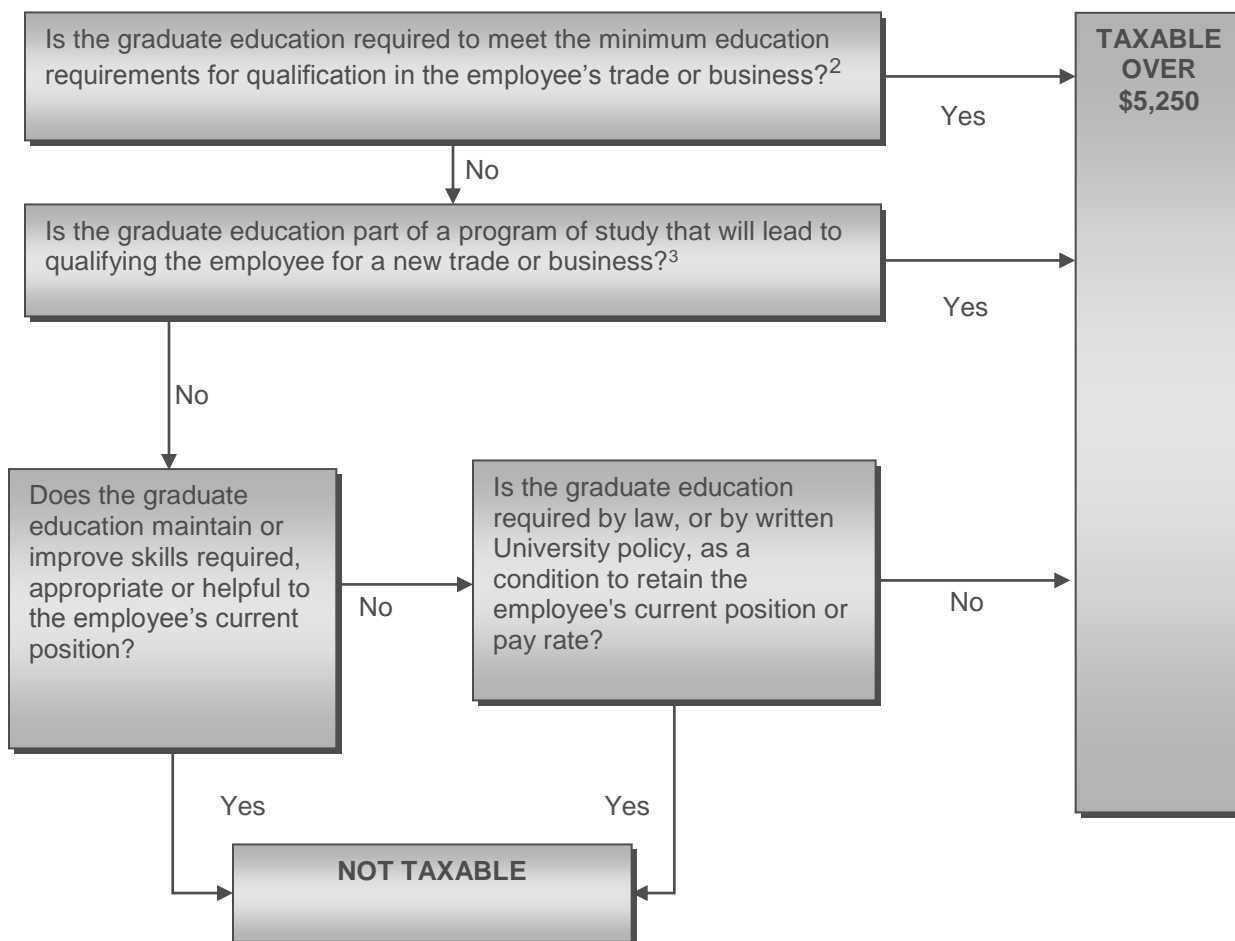 Is the graduate education required to meet the minimum education
requirements for qualification in the employee’s trade or business?2
TAXABLE
OVER
$5,250
Yes
No
Is the graduate education part of a program of study that will lead to
qualifying the employee for a new trade or business?3
Yes
No
Does the graduate
education maintain or
improve skills required,
appropriate or helpful to
the employee’s current
position?
No
Is the graduate education
required by law, or by written
University policy, as a
condition to retain the
employee's current position or
pay rate?
No
Yes
Yes
NOT TAXABLE